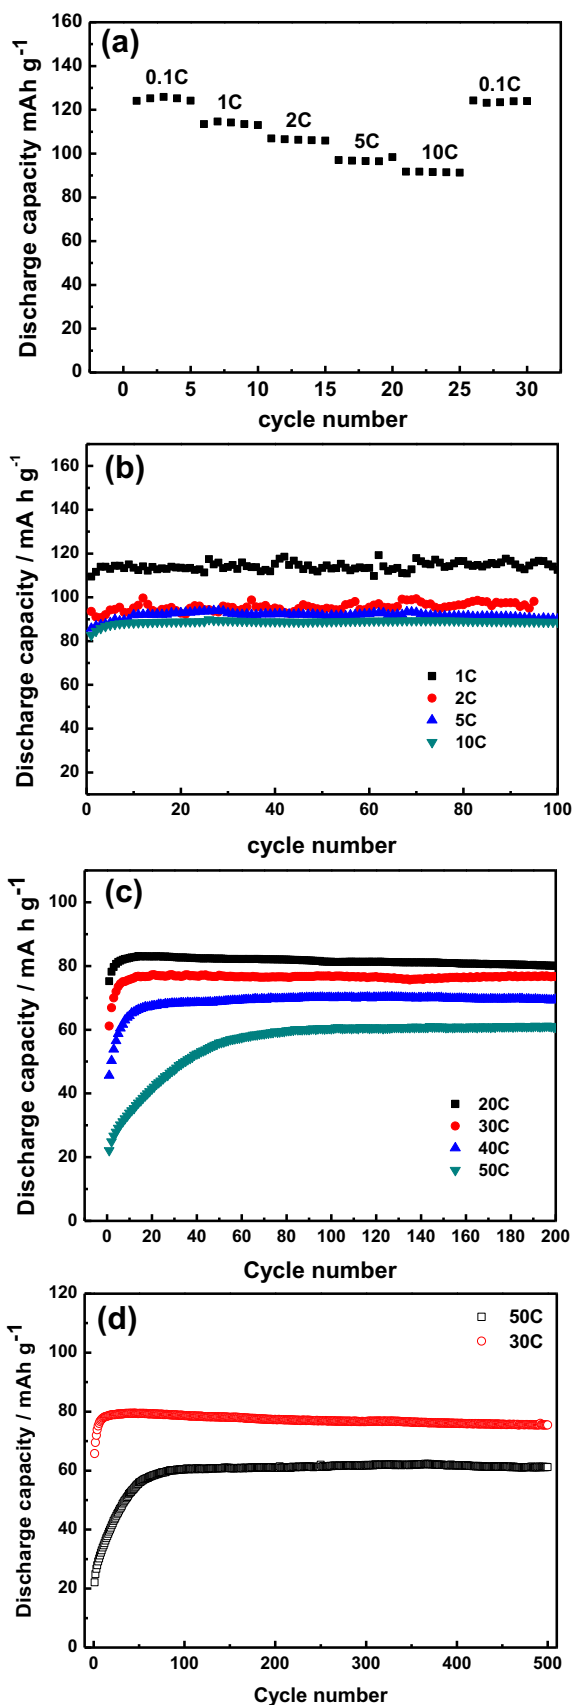 (a)
160
140
120
100
80
60
40
20
0
0.1C
1C
2C
5C
10C
0.1C
0 5 10 15 20 25 30
Discharge capacity mAh g-1
cycle number
(b)
160
140
120
100
80
60
40
20
1C
2C
5C
10C
0 20 40 60 80 100
Discharge capacity / mA h g-1
cycle number
(c)
100
80
60
40
20
0
20C
30C
40C
50C
0 20 40 60 80 100 120 140 160 180 200
Discharge capacity / mA h g-1
Cycle number
(d)
120
100
80
60
40
20
0
50C
30C
0 100 200 300 400 500
Discharge capacity / mAh g-1
Cycle number